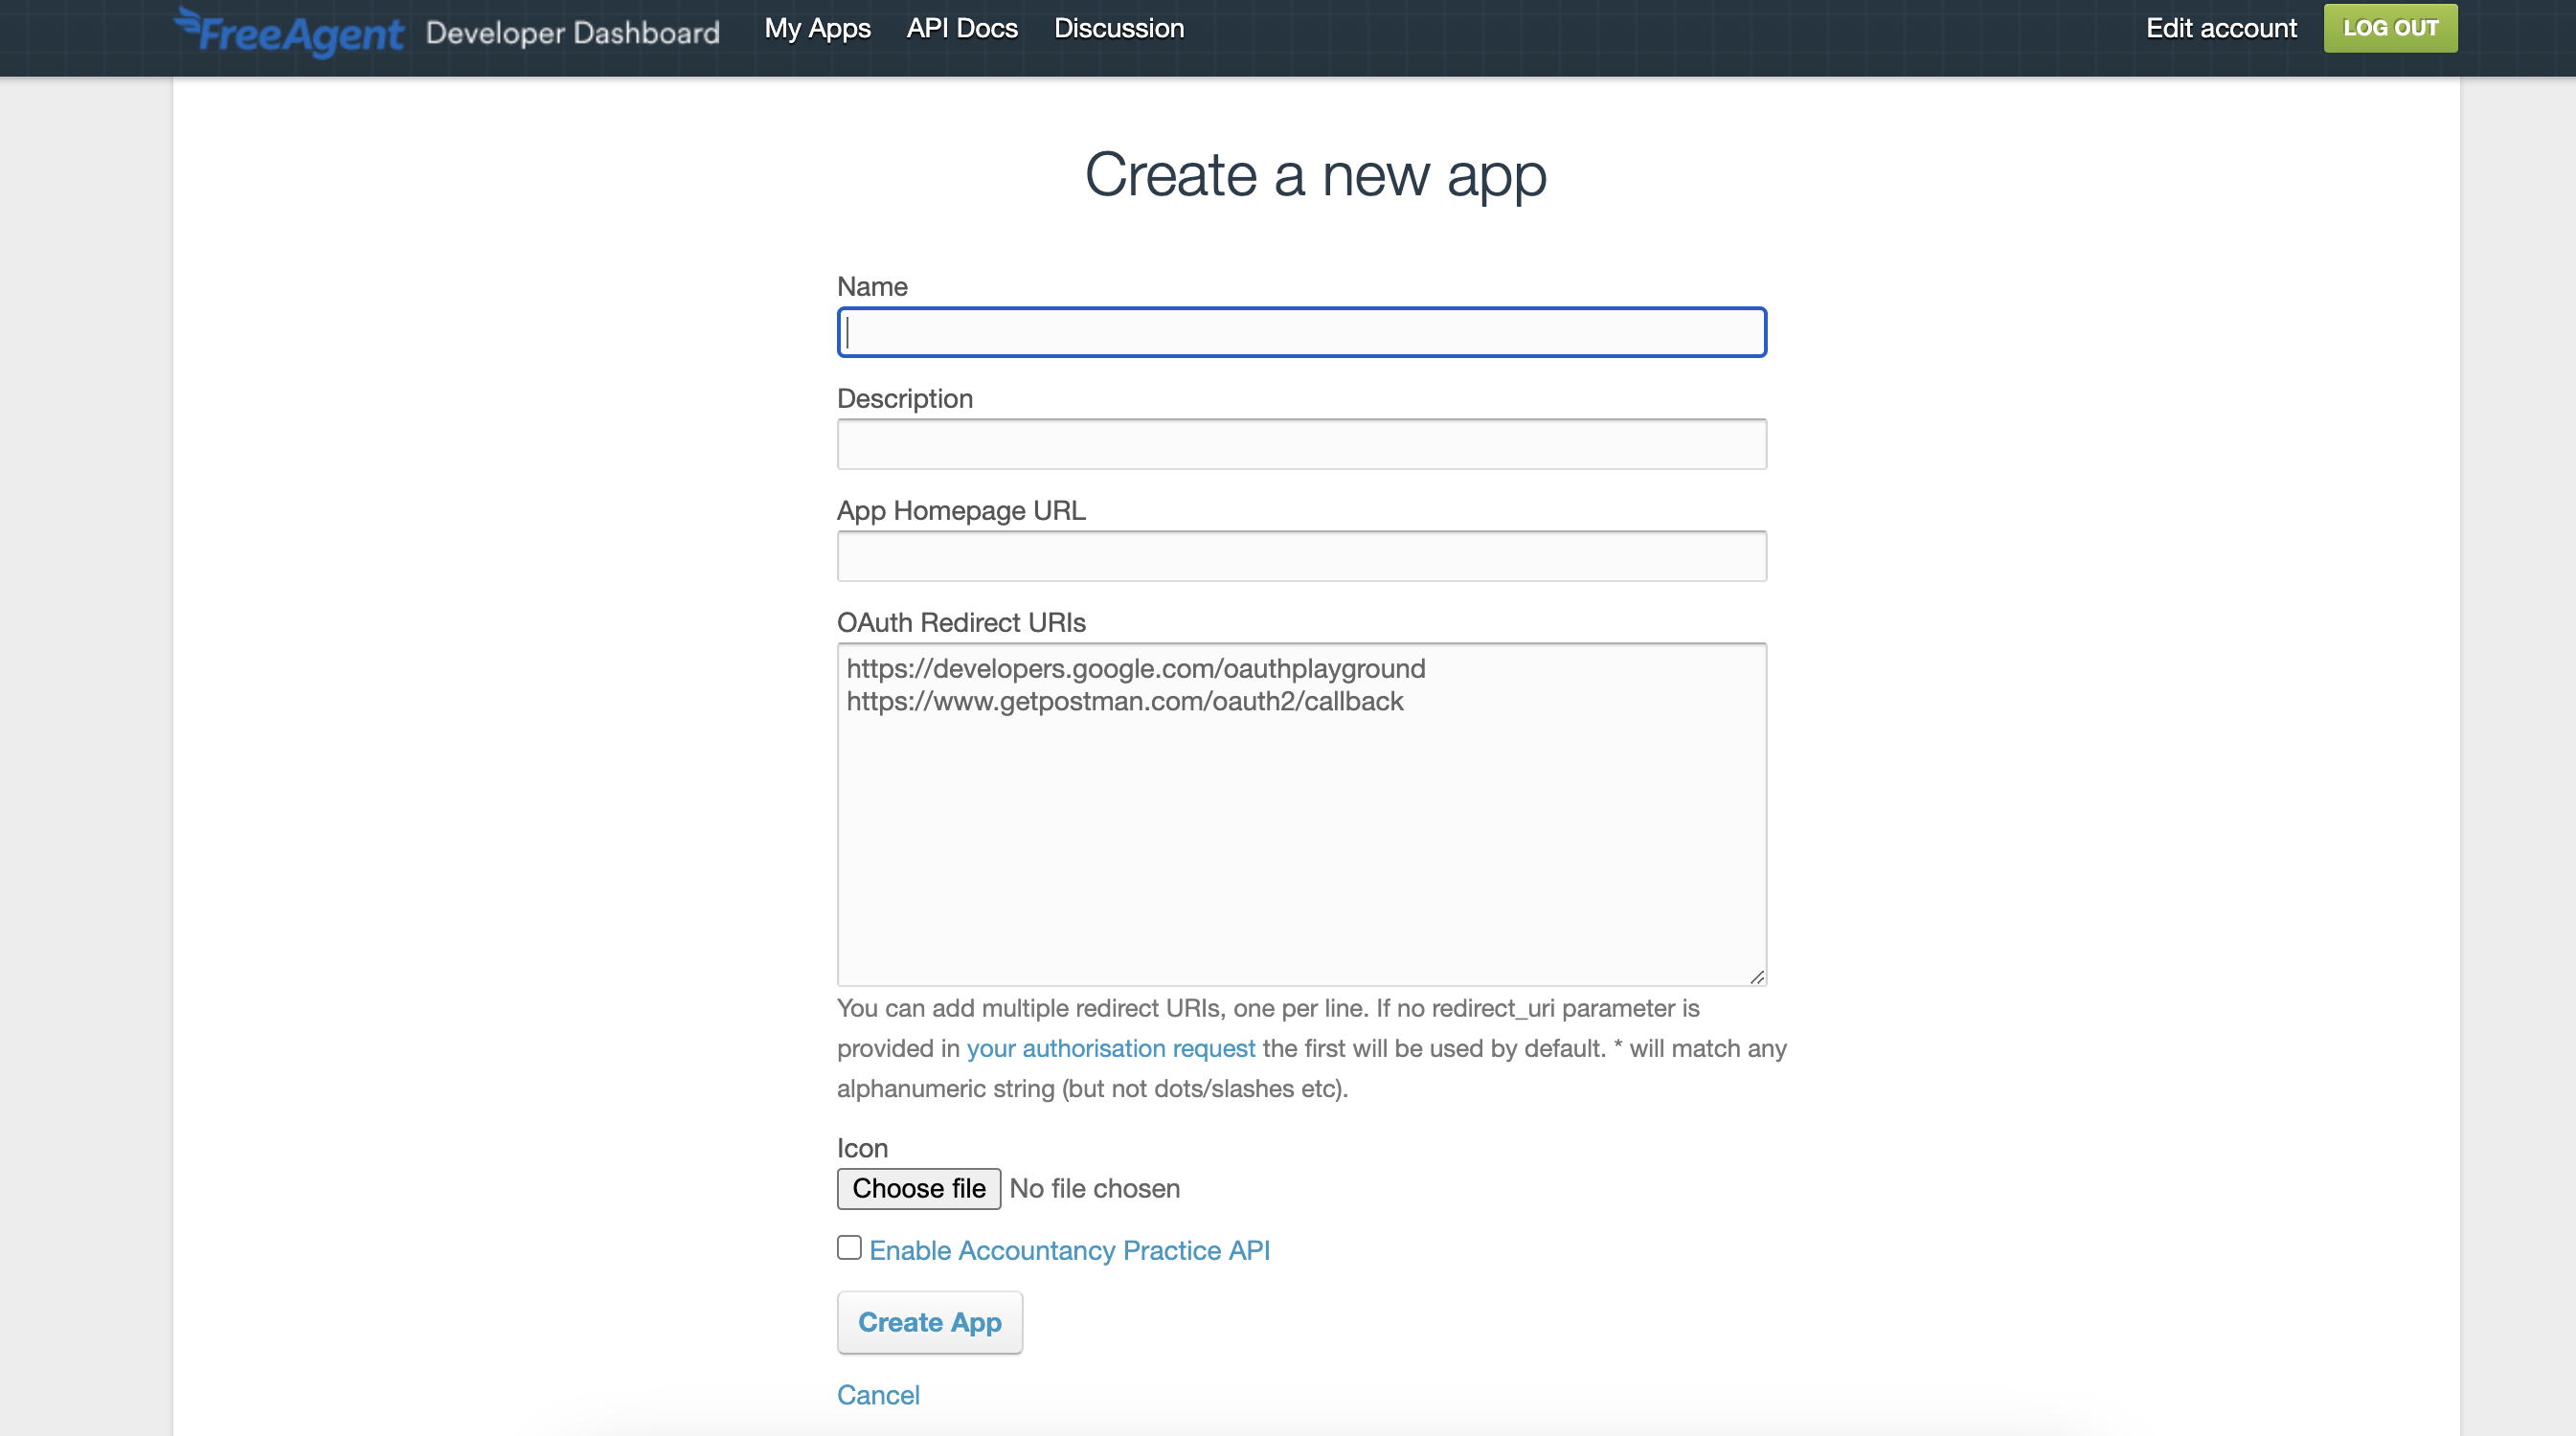 FreeAgent Developer Dashboard My Apps API Docs Discussion Edit account LOG OUT
Create a new app
Name
Description
App Homepage URL
OAuth Redirect URIs
https://developers.google.com/oauthplayground
https://www.getpostman.com/oauth2/callback
You can add multiple redirect URIs, one per line. If no redirect_uri parameter is
provided in your authorisation request the first will be used by default. * will match any
alphanumeric string (but not dots/slashes etc).
Icon
Choose file No file chosen
Enable Accountancy Practice API
Create App
Cancel